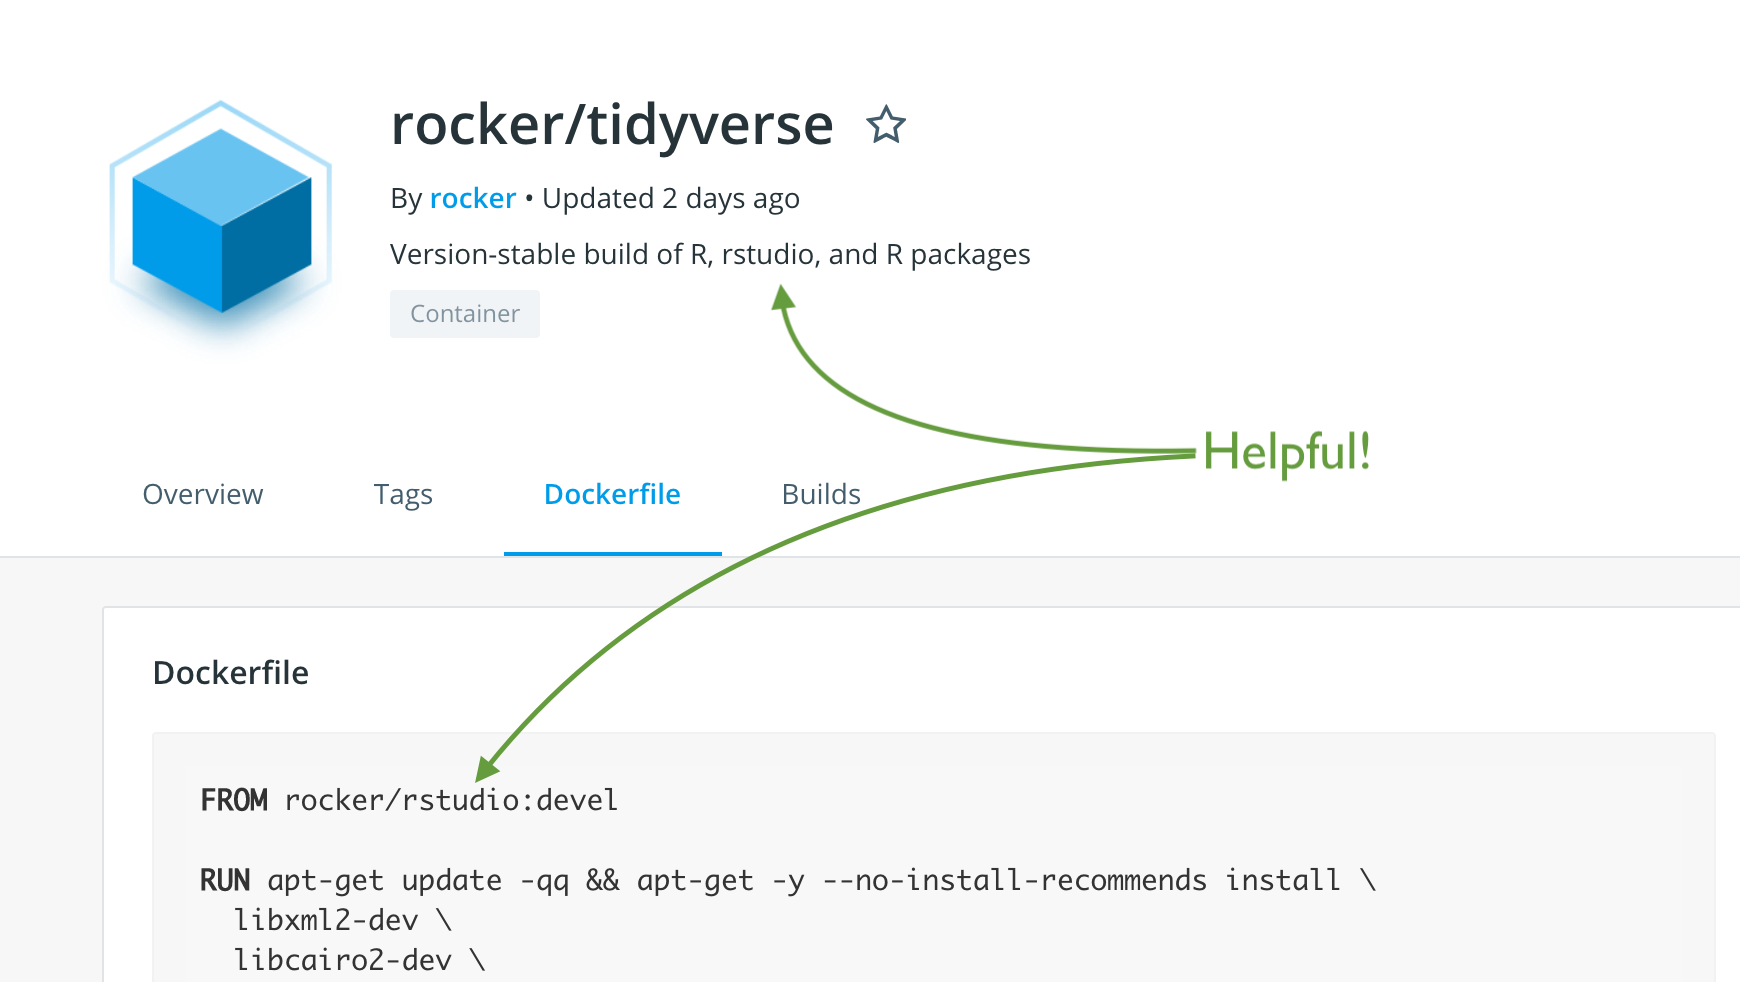 rocker/tidyverse
By rocker • Updated 2 days ago
Version-stable build of R, rstudio, and R packages
Container
Helpful!
Overview Tags Dockerfile Builds
Dockerfile
FROM rocker/rstudio:devel
RUN apt-get update -qq && apt-get -y --no-install-recommends install \
libxml2-dev \
libcairo2-dev \